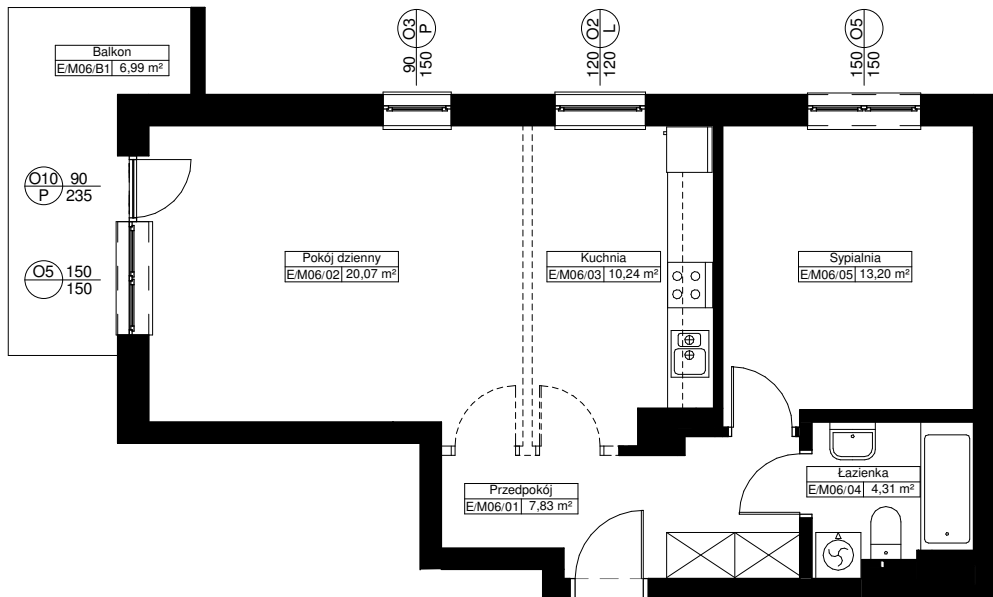 O3 P
90 150
O2 L
120 120
O5
150 150
Balkon
E/M06/B1 6,99 m²
O10 P
90
235
O5
150
150
Pokój dzienny
E/M06/02 20,07 m²
Kuchnia
E/M06/03 10,24 m²
Sypialnia
E/M06/05 13,20 m²
Łazienka
E/M06/04 4,31 m²
Przedpokój
E/M06/01 7,83 m²